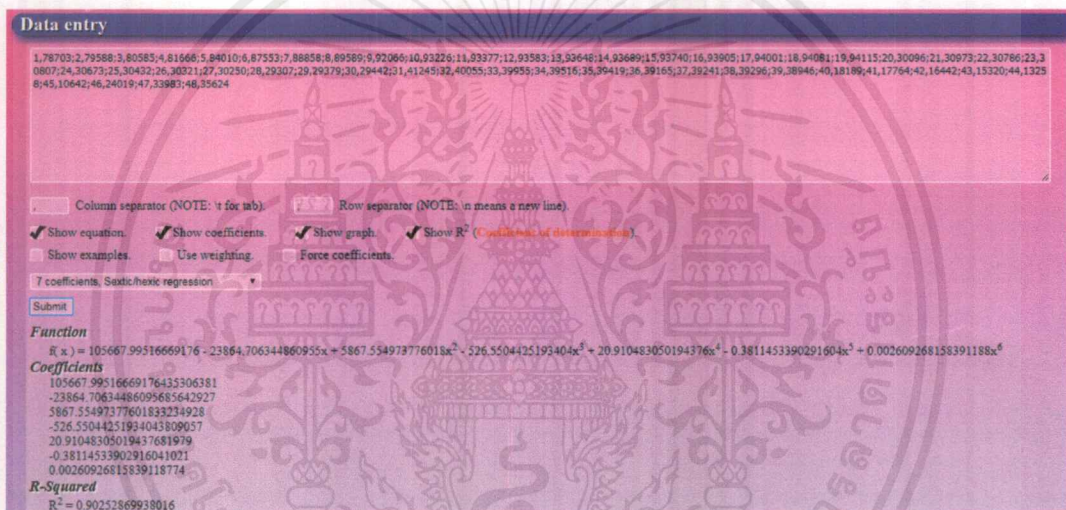 Data entry
1,78703;2,79588;3,80585;4,81666;5,84010;6,87553;7,88858;8,89589;9,92066;10,93226;11,93377;12,93583;13,93648;14,93689;15,93740;16,93905;17,94001;18,94081;19,94115;20,30096;21,30973;22,30786;23,3
0807;24,30673;25,30432;26,30321;27,30250;28,29307;29,29379;30,29442;31,41245;32,40055;33,39955;34,39516;35,39419;36,39165;37,39241;38,39296;39,38946;40,18189;41,17764;42,16442;43,15320;44,1325
8;45,10642;46,24019;47,33983;48,35624
, Column separator (NOTE: \t for tab). Row separator (NOTE: \n means a new line).
Show equation. Show coefficients. Show graph. Show R² (Coefficient of determination).
Show examples. Use weighting. Force coefficients.
7 coefficients, Sextic/hexic regression
Submit
Function
f( x ) = 105667.99516669176 - 23864.706344860955x + 5867.554973776018x² - 526.5504425193404x³ + 20.910483050194376x⁴ - 0.3811453390291604x⁵ + 0.002609268158391188x⁶
Coefficients
105667.99516669176435306381
-23864.70634486095685642927
5867.55497377601833234928
-526.55044251934043809057
20.91048305019437681979
-0.38114533902916041021
0.00260926815839118774
R-Squared
R² = 0.90252869938016